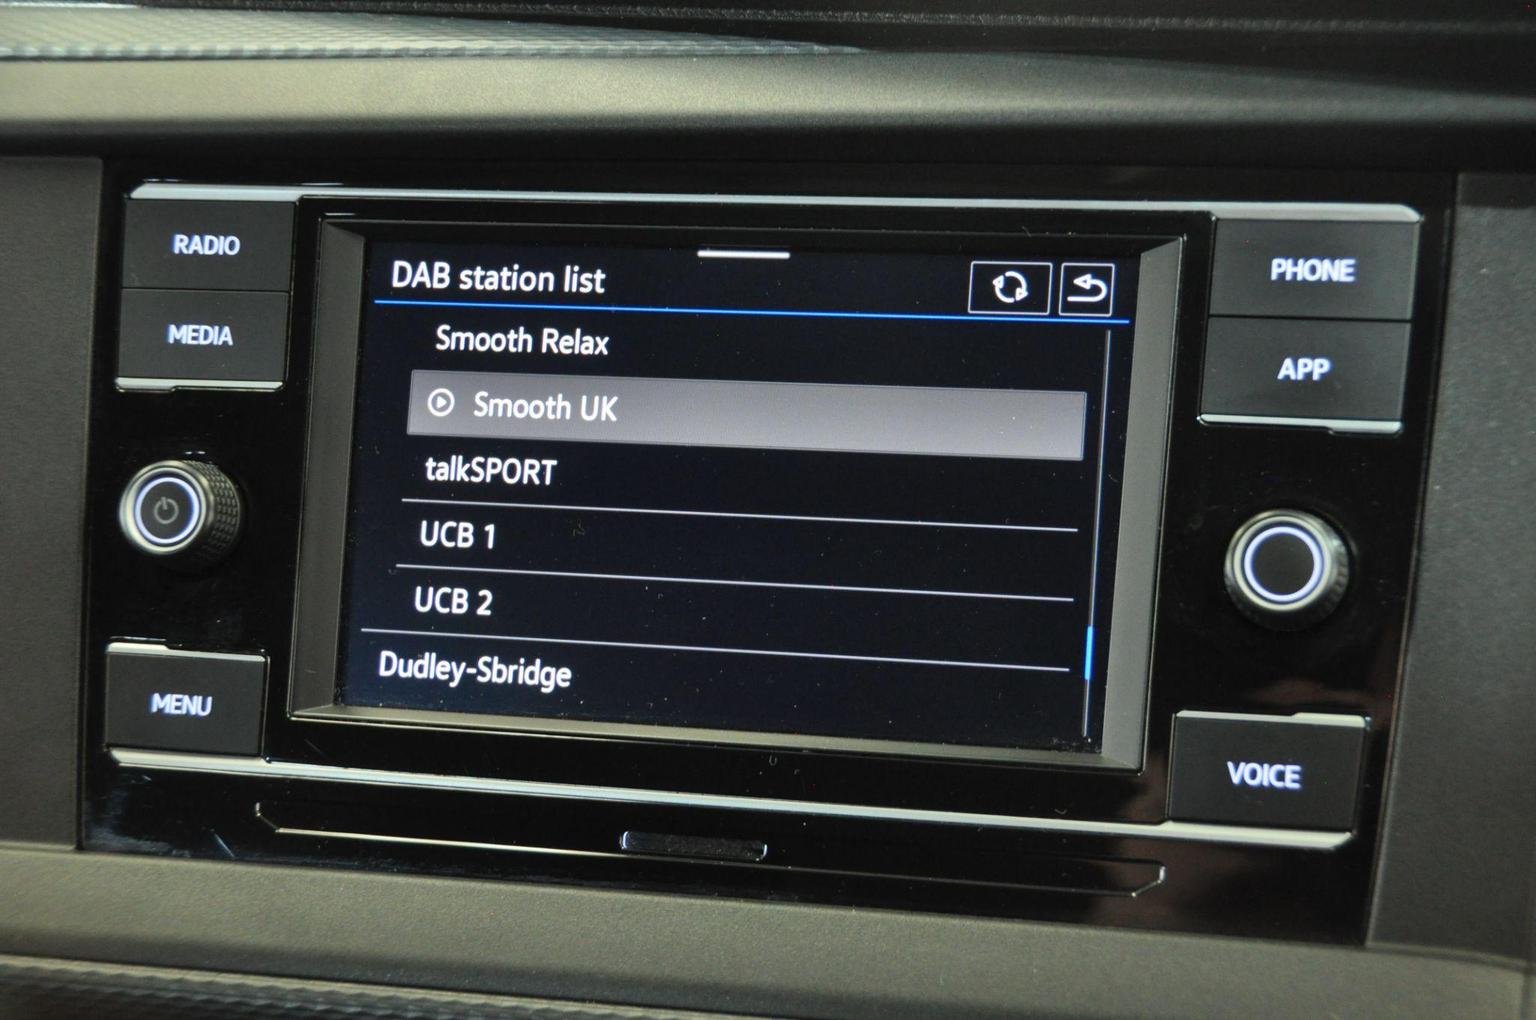 RADIO
MEDIA
MENU
DAB station list
Smooth Relax
Smooth UK
talkSPORT
UCB 1
UCB 2
Dudley-Sbridge
PHONE
APP
VOICE